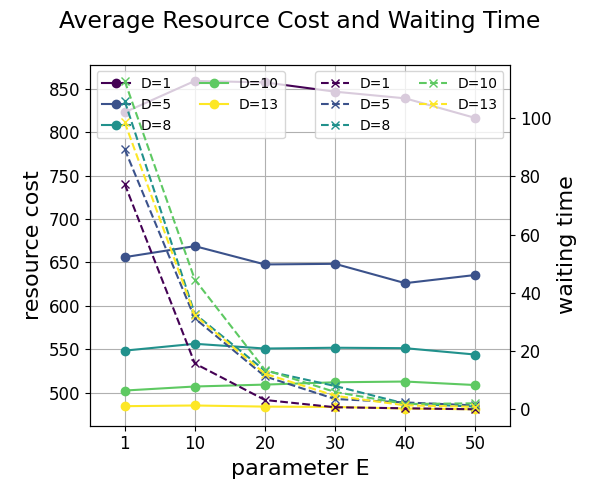 Average Resource Cost and Waiting Time
D=1 D=10 D=1 D=10
D=5 D=13 D=5 D=13
D=8 D=8
850
800
750
700
650
600
550
500
resource cost
100
80
60
40
20
0
waiting time
1 10 20 30 40 50
parameter E